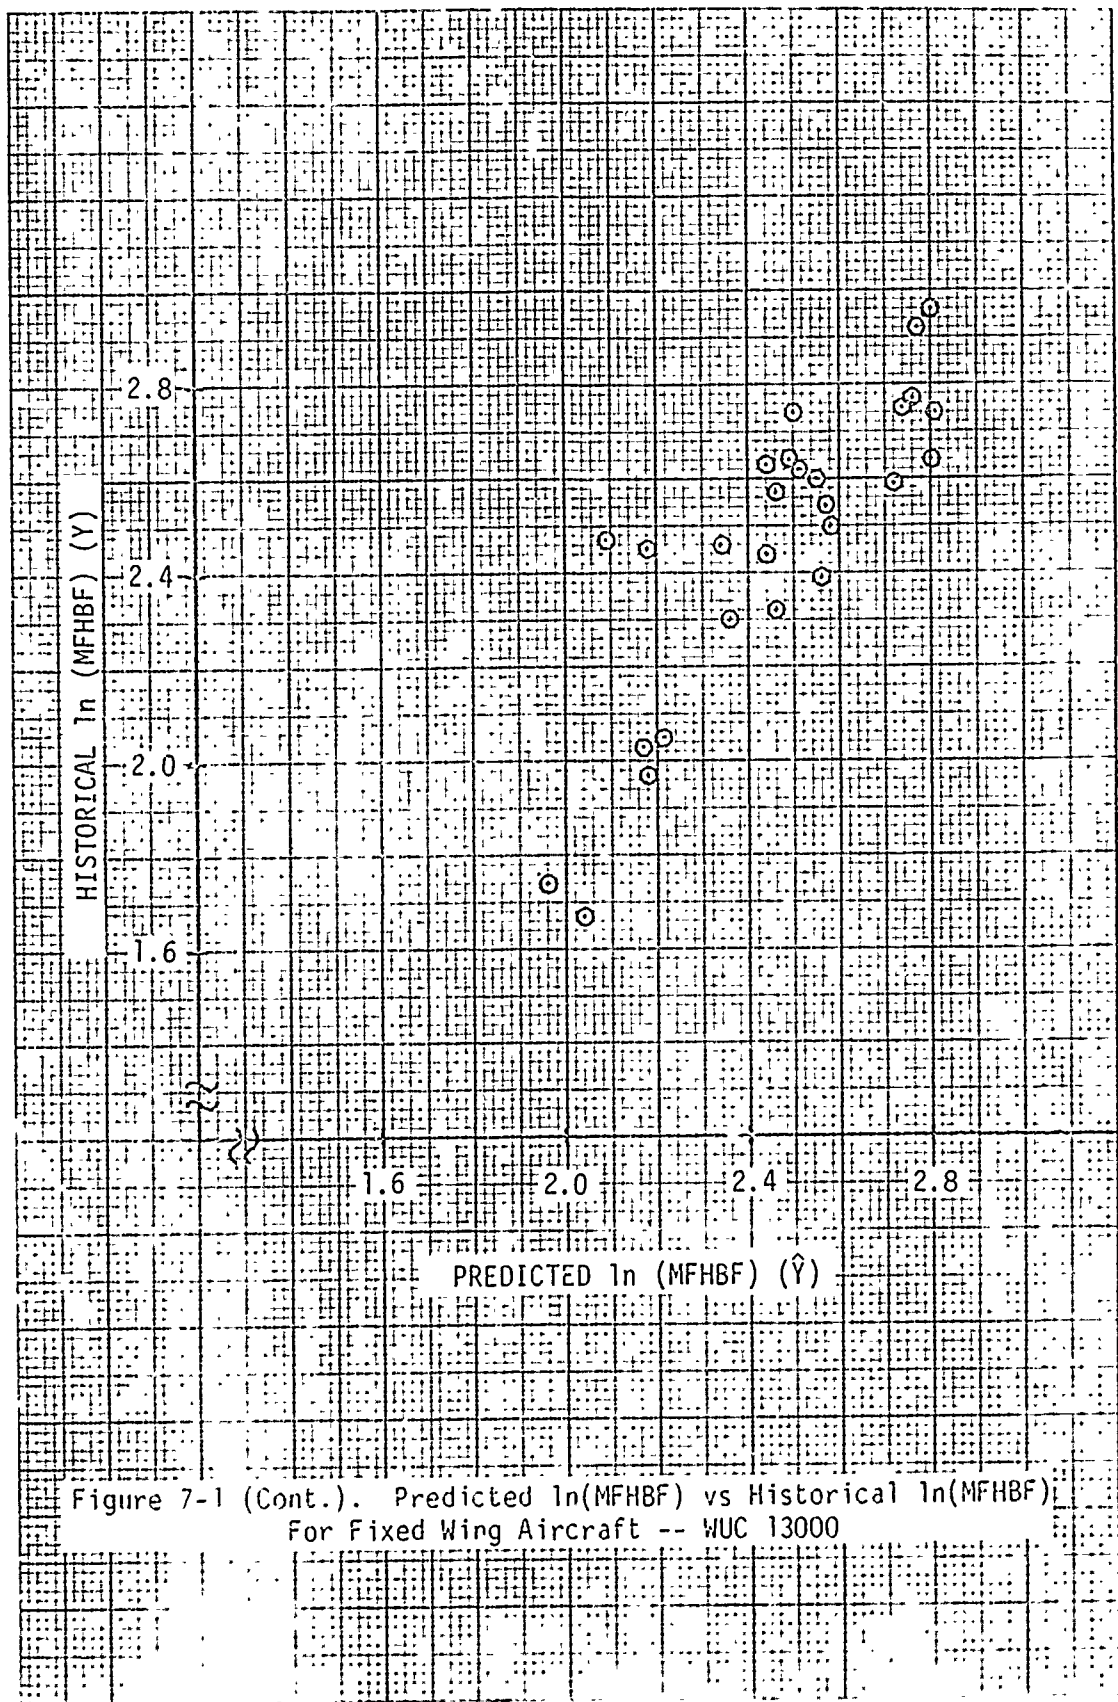 2.8
2.4
2.0
1.6
HISTORICAL ln (MFHBF) (Y)
1.6 2.0 2.4 2.8
PREDICTED ln (MFHBF) (Ŷ)
Figure 7-1 (Cont.). Predicted ln(MFHBF) vs Historical ln(MFHBF)
For Fixed Wing Aircraft -- WUC 13000